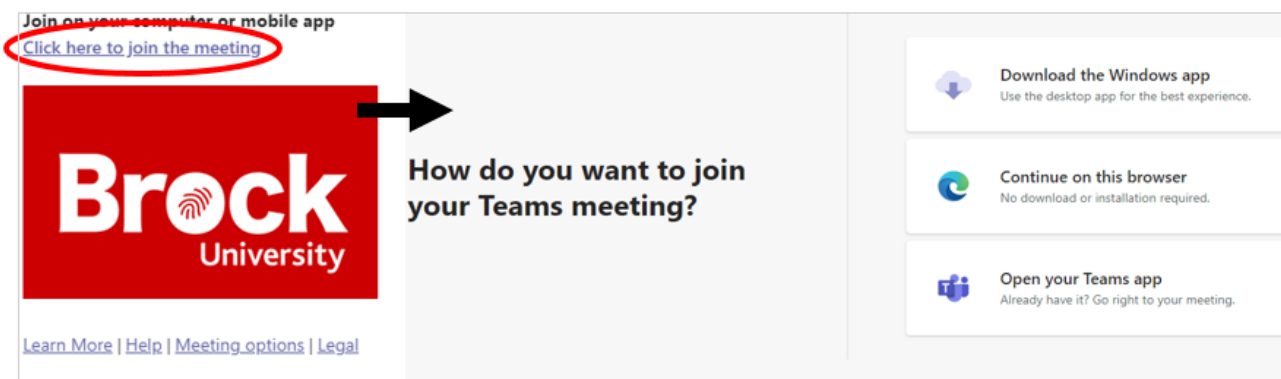 Join on your computer or mobile app
Click here to join the meeting
Brock
University
Learn More | Help | Meeting options | Legal
How do you want to join
your Teams meeting?
Download the Windows app
Use the desktop app for the best experience.
Continue on this browser
No download or installation required.
Open your Teams app
Already have it? Go right to your meeting.